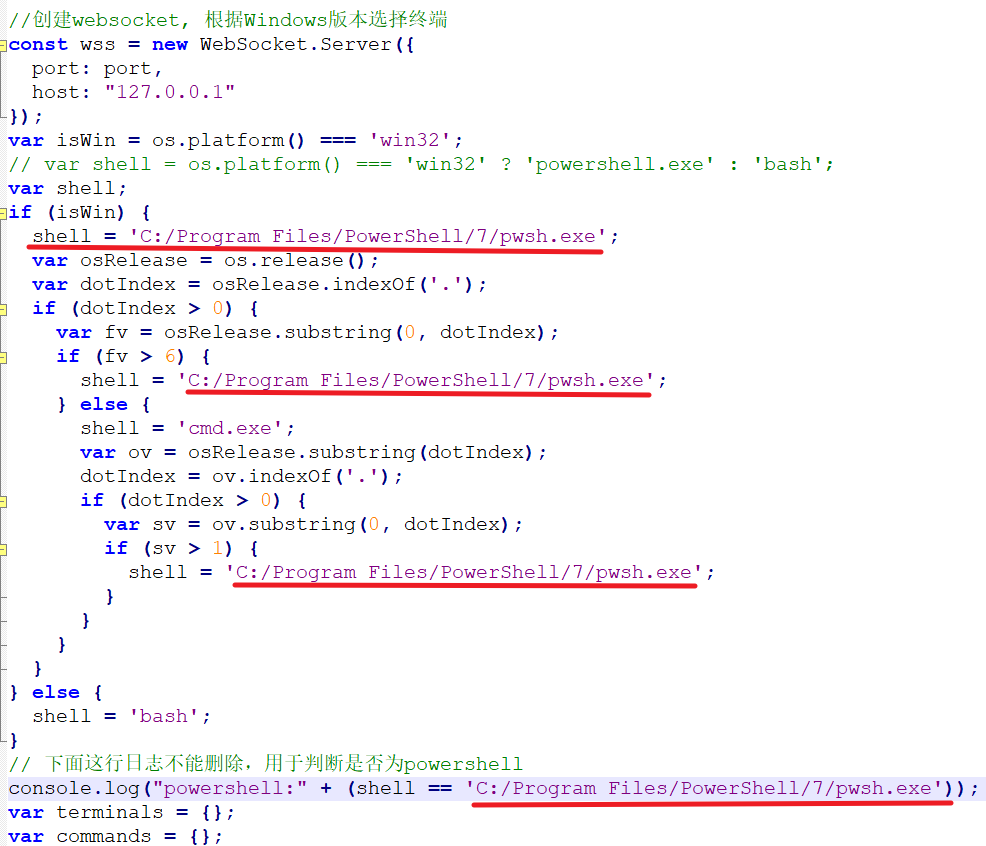 //创建websocket, 根据Windows版本选择终端
const wss = new WebSocket.Server({
  port: port,
  host: "127.0.0.1"
});
var isWin = os.platform() === 'win32';
// var shell = os.platform() === 'win32' ? 'powershell.exe' : 'bash';
var shell;
if (isWin) {
  shell = 'C:/Program Files/PowerShell/7/pwsh.exe';
  var osRelease = os.release();
  var dotIndex = osRelease.indexOf('.');
  if (dotIndex > 0) {
    var fv = osRelease.substring(0, dotIndex);
    if (fv > 6) {
      shell = 'C:/Program Files/PowerShell/7/pwsh.exe';
    } else {
      shell = 'cmd.exe';
      var ov = osRelease.substring(dotIndex);
      dotIndex = ov.indexOf('.');
      if (dotIndex > 0) {
        var sv = ov.substring(0, dotIndex);
        if (sv > 1) {
          shell = 'C:/Program Files/PowerShell/7/pwsh.exe';
        }
      }
    }
  }
} else {
  shell = 'bash';
}
// 下面这行日志不能删除，用于判断是否为powershell
console.log("powershell:" + (shell == 'C:/Program Files/PowerShell/7/pwsh.exe'));
var terminals = {};
var commands = {};